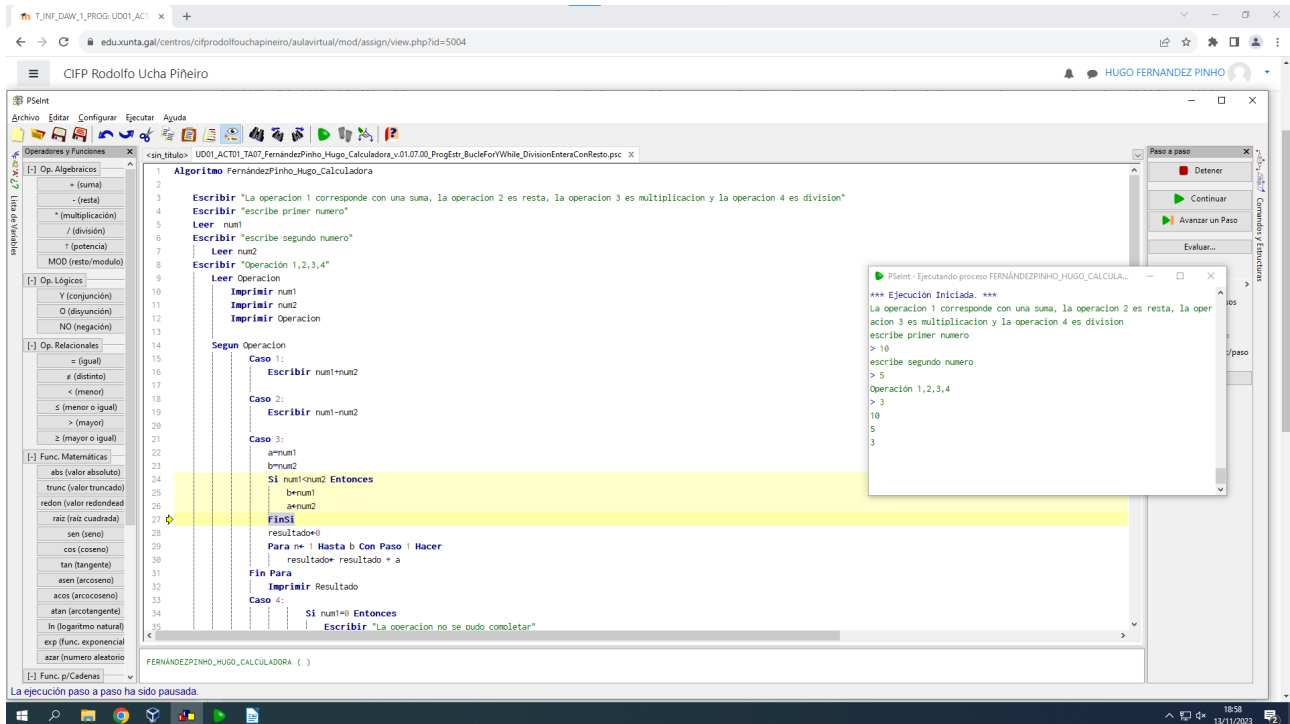 T_INF_DAW_1_PROG: UD01_ACT
edu.xunta.gal/centros/cifprodolfouchapineiro/aulavirtual/mod/assign/view.php?id=5004
CIFP Rodolfo Ucha Piñeiro
HUGO FERNANDEZ PINHO
PSeInt
Archivo Editar Configurar Ejecutar Ayuda
Operadores y Funciones
<sin_titulo>
UD01_ACT01_TA07_FernándezPinho_Hugo_Calculadora_v.01.07.00_ProgEstr_BucleForYWhile_DivisionEnteraConResto.psc
Paso a paso
Lista de Variables
[-] Op. Algebraicos
+ (suma)
- (resta)
* (multiplicación)
/ (división)
↑ (potencia)
MOD (resto/modulo)
[-] Op. Lógicos
Y (conjunción)
O (disyunción)
NO (negación)
[-] Op. Relacionales
= (igual)
≠ (distinto)
< (menor)
≤ (menor o igual)
> (mayor)
≥ (mayor o igual)
[-] Func. Matemáticas
abs (valor absoluto)
trunc (valor truncado)
redon (valor redondead
raiz (raíz cuadrada)
sen (seno)
cos (coseno)
tan (tangente)
asen (arcoseno)
acos (arcocoseno)
atan (arcotangente)
ln (logaritmo natural)
exp (func. exponencial
azar (numero aleatorio
[-] Func. p/Cadenas
1 Algoritmo FernándezPinho_Hugo_Calculadora
2
3 Escribir "La operacion 1 corresponde con una suma, la operacion 2 es resta, la operacion 3 es multiplicacion y la operacion 4 es division"
4 Escribir "escribe primer numero"
5 Leer num1
6 Escribir "escribe segundo numero"
7 Leer num2
8 Escribir "Operación 1,2,3,4"
9 Leer Operacion
10 Imprimir num1
11 Imprimir num2
12 Imprimir Operacion
13
14 Segun Operacion
15 Caso 1:
16 Escribir num1+num2
17
18 Caso 2:
19 Escribir num1-num2
20
21 Caso 3:
22 a=num1
23 b=num2
24 Si num1<num2 Entonces
25 b←num1
26 a←num2
27 FinSi
28 resultado←0
29 Para n← 1 Hasta b Con Paso 1 Hacer
30 resultado← resultado + a
31 Fin Para
32 Imprimir Resultado
33 Caso 4:
34 Si num1=0 Entonces
35 Escribir "La operacion no se pudo completar"
FERNÁNDEZPINHO_HUGO_CALCULADORA ( )
PSeInt - Ejecutando proceso FERNÁNDEZPINHO_HUGO_CALCULA...
*** Ejecución Iniciada. ***
La operacion 1 corresponde con una suma, la operacion 2 es resta, la oper
acion 3 es multiplicacion y la operacion 4 es division
escribe primer numero
> 10
escribe segundo numero
> 5
Operación 1,2,3,4
> 3
10
5
3
Detener
Continuar
Avanzar un Paso
Evaluar...
sos
:/paso
Comandos y Estructuras
La ejecución paso a paso ha sido pausada.
18:58
13/11/2023
2